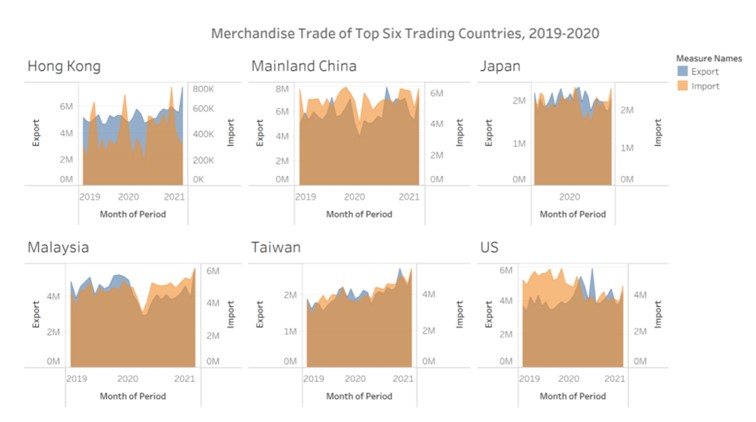 Merchandise Trade of Top Six Trading Countries, 2019-2020
Measure Names
Export
Import
Hong Kong
6M
4M
2M
0M
Export
800K
600K
400K
200K
0K
Import
2019 2020 2021
Month of Period
Mainland China
8M
6M
4M
2M
0M
Export
6M
4M
2M
0M
Import
2019 2020 2021
Month of Period
Japan
2M
1M
0M
Export
2M
1M
0M
Import
2020
Month of Period
Malaysia
4M
2M
0M
Export
6M
4M
2M
0M
Import
2019 2020 2021
Month of Period
Taiwan
2M
1M
0M
Export
4M
2M
0M
Import
2019 2020 2021
Month of Period
US
6M
4M
2M
0M
Export
4M
2M
0M
Import
2019 2020 2021
Month of Period